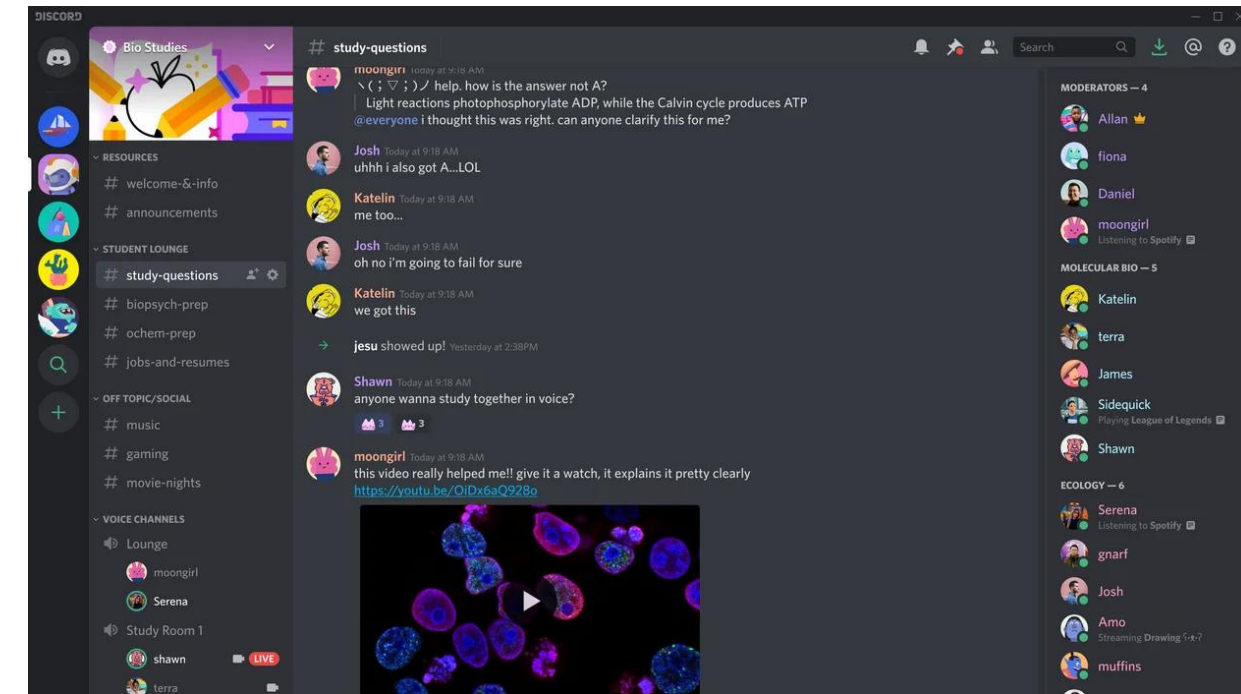 DISCORD
Bio Studies
RESOURCES
# welcome-&-info
# announcements
STUDENT LOUNGE
# study-questions
# biopsych-prep
# ochem-prep
# jobs-and-resumes
OFF TOPIC/SOCIAL
# music
# gaming
# movie-nights
VOICE CHANNELS
Lounge
moongirl
Serena
Study Room 1
shawn LIVE
terra
# study-questions
Search
moongirl Today at 9:18 AM
ヽ( ; ▽ ; )ノ help. how is the answer not A?
Light reactions photophosphorylate ADP, while the Calvin cycle produces ATP
@everyone i thought this was right. can anyone clarify this for me?
Josh Today at 9:18 AM
uhhh i also got A...LOL
Katelin Today at 9:18 AM
me too...
Josh Today at 9:18 AM
oh no i'm going to fail for sure
Katelin Today at 9:18 AM
we got this
jesu showed up! Yesterday at 2:38PM
Shawn Today at 9:18 AM
anyone wanna study together in voice?
3 3
moongirl Today at 9:18 AM
this video really helped me!! give it a watch, it explains it pretty clearly
https://youtu.be/OiDx6aQ928o
MODERATORS — 4
Allan
fiona
Daniel
moongirl
Listening to Spotify
MOLECULAR BIO — 5
Katelin
terra
James
Sidequick
Playing League of Legends
Shawn
ECOLOGY — 6
Serena
Listening to Spotify
gnarf
Josh
Amo
Streaming Drawing
muffins